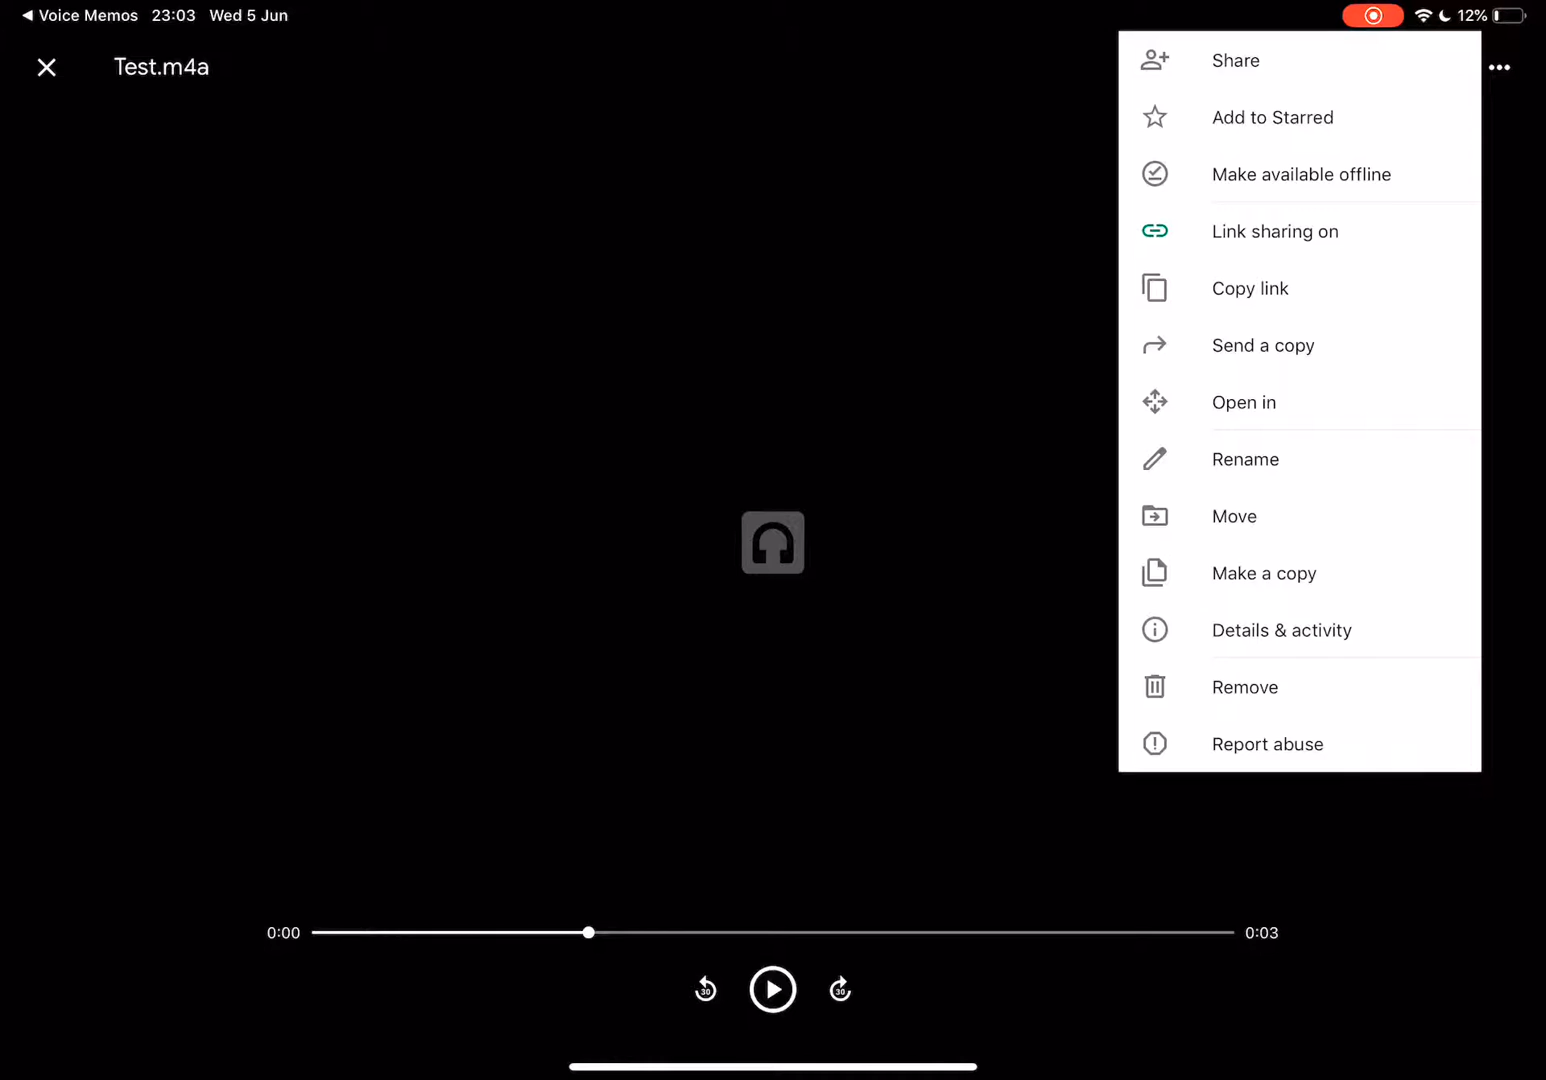 ◀ Voice Memos 23:03 Wed 5 Jun 12%
Test.m4a
Share
Add to Starred
Make available offline
Link sharing on
Copy link
Send a copy
Open in
Rename
Move
Make a copy
Details & activity
Remove
Report abuse
0:00 0:03
30 30